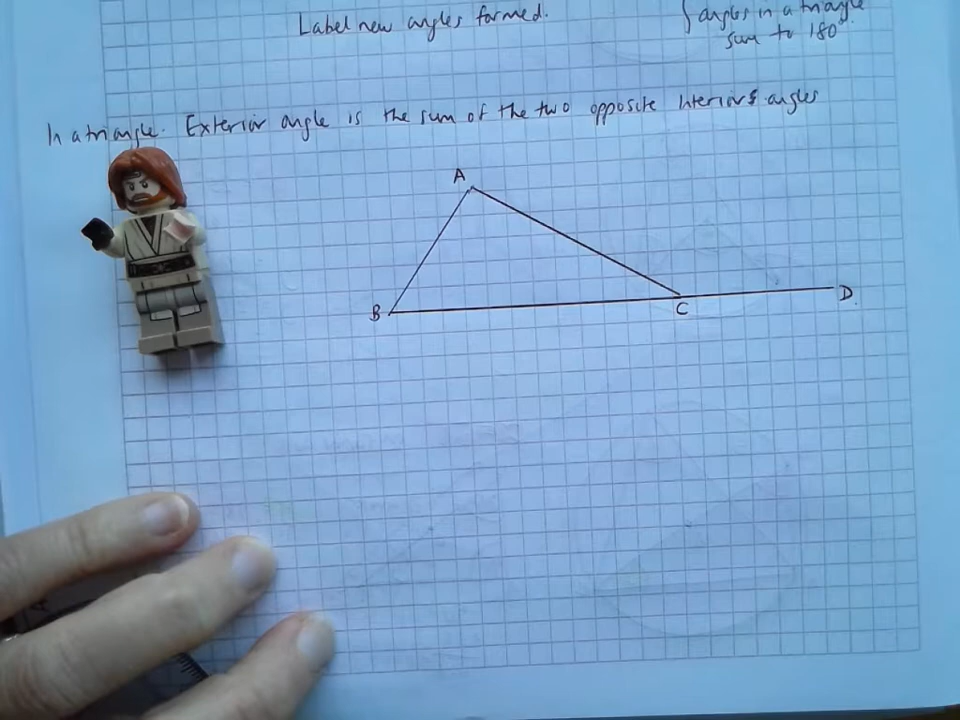 Label new angles formed.
{ angles in a triangle
sum to 180°
In a triangle. Exterior angle is the sum of the two opposite Interior angles
A
B
C
D.